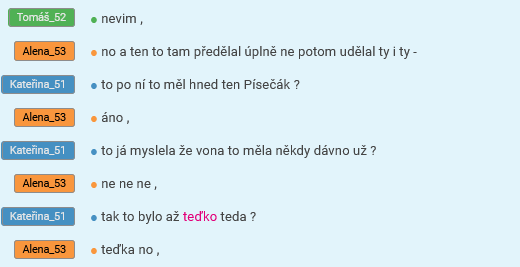 Tomáš_52 ● nevim ,
Alena_53 ● no a ten to tam předělal úplně ne potom udělal ty i ty -
Kateřina_51 ● to po ní to měl hned ten Písečák ?
Alena_53 ● áno ,
Kateřina_51 ● to já myslela že vona to měla někdy dávno už ?
Alena_53 ● ne ne ne ,
Kateřina_51 ● tak to bylo až teďko teda ?
Alena_53 ● teďka no ,